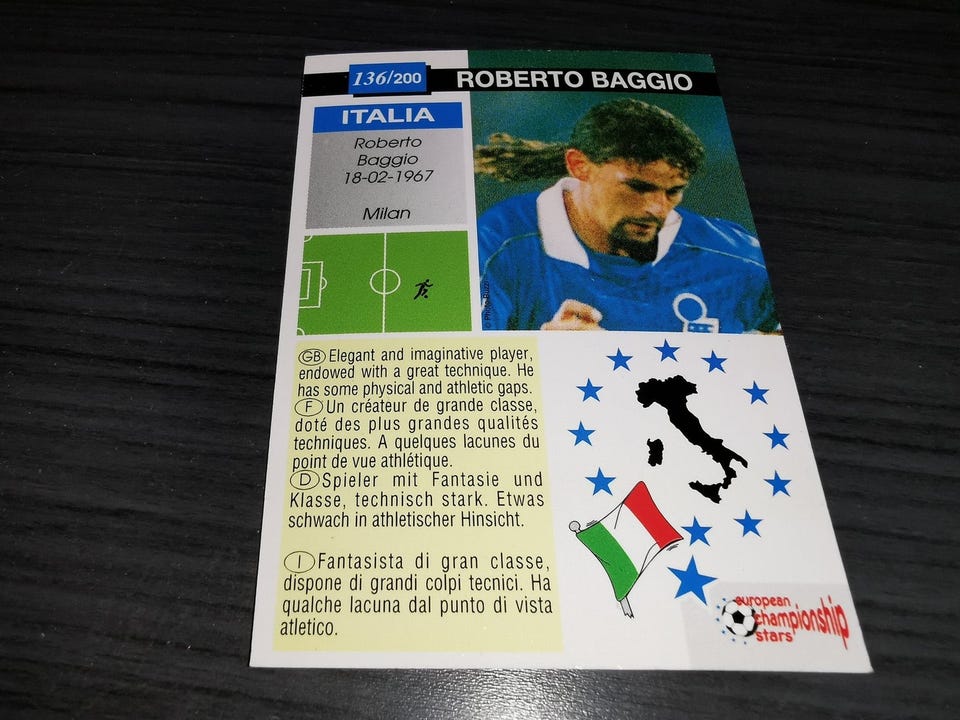 136/200
ROBERTO BAGGIO
ITALIA
Roberto
Baggio
18-02-1967
Milan
GB Elegant and imaginative player,
endowed with a great technique. He
has some physical and athletic gaps.
F Un créateur de grande classe,
doté des plus grandes qualités
techniques. A quelques lacunes du
point de vue athlétique.
D Spieler mit Fantasie und
Klasse, technisch stark. Etwas
schwach in athletischer Hinsicht.
I Fantasista di gran classe,
dispone di grandi colpi tecnici. Ha
qualche lacuna dal punto di vista
atletico.
european
championship
stars